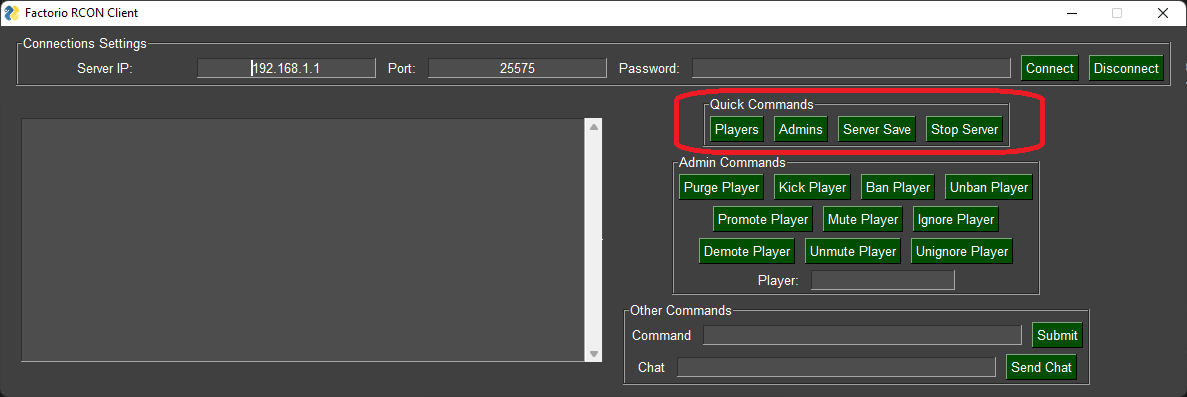 Factorio RCON Client
Connections Settings
Server IP: 192.168.1.1 Port: 25575 Password: Connect Disconnect
Quick Commands
Players Admins Server Save Stop Server
Admin Commands
Purge Player Kick Player Ban Player Unban Player
Promote Player Mute Player Ignore Player
Demote Player Unmute Player Unignore Player
Player:
Other Commands
Command Submit
Chat Send Chat